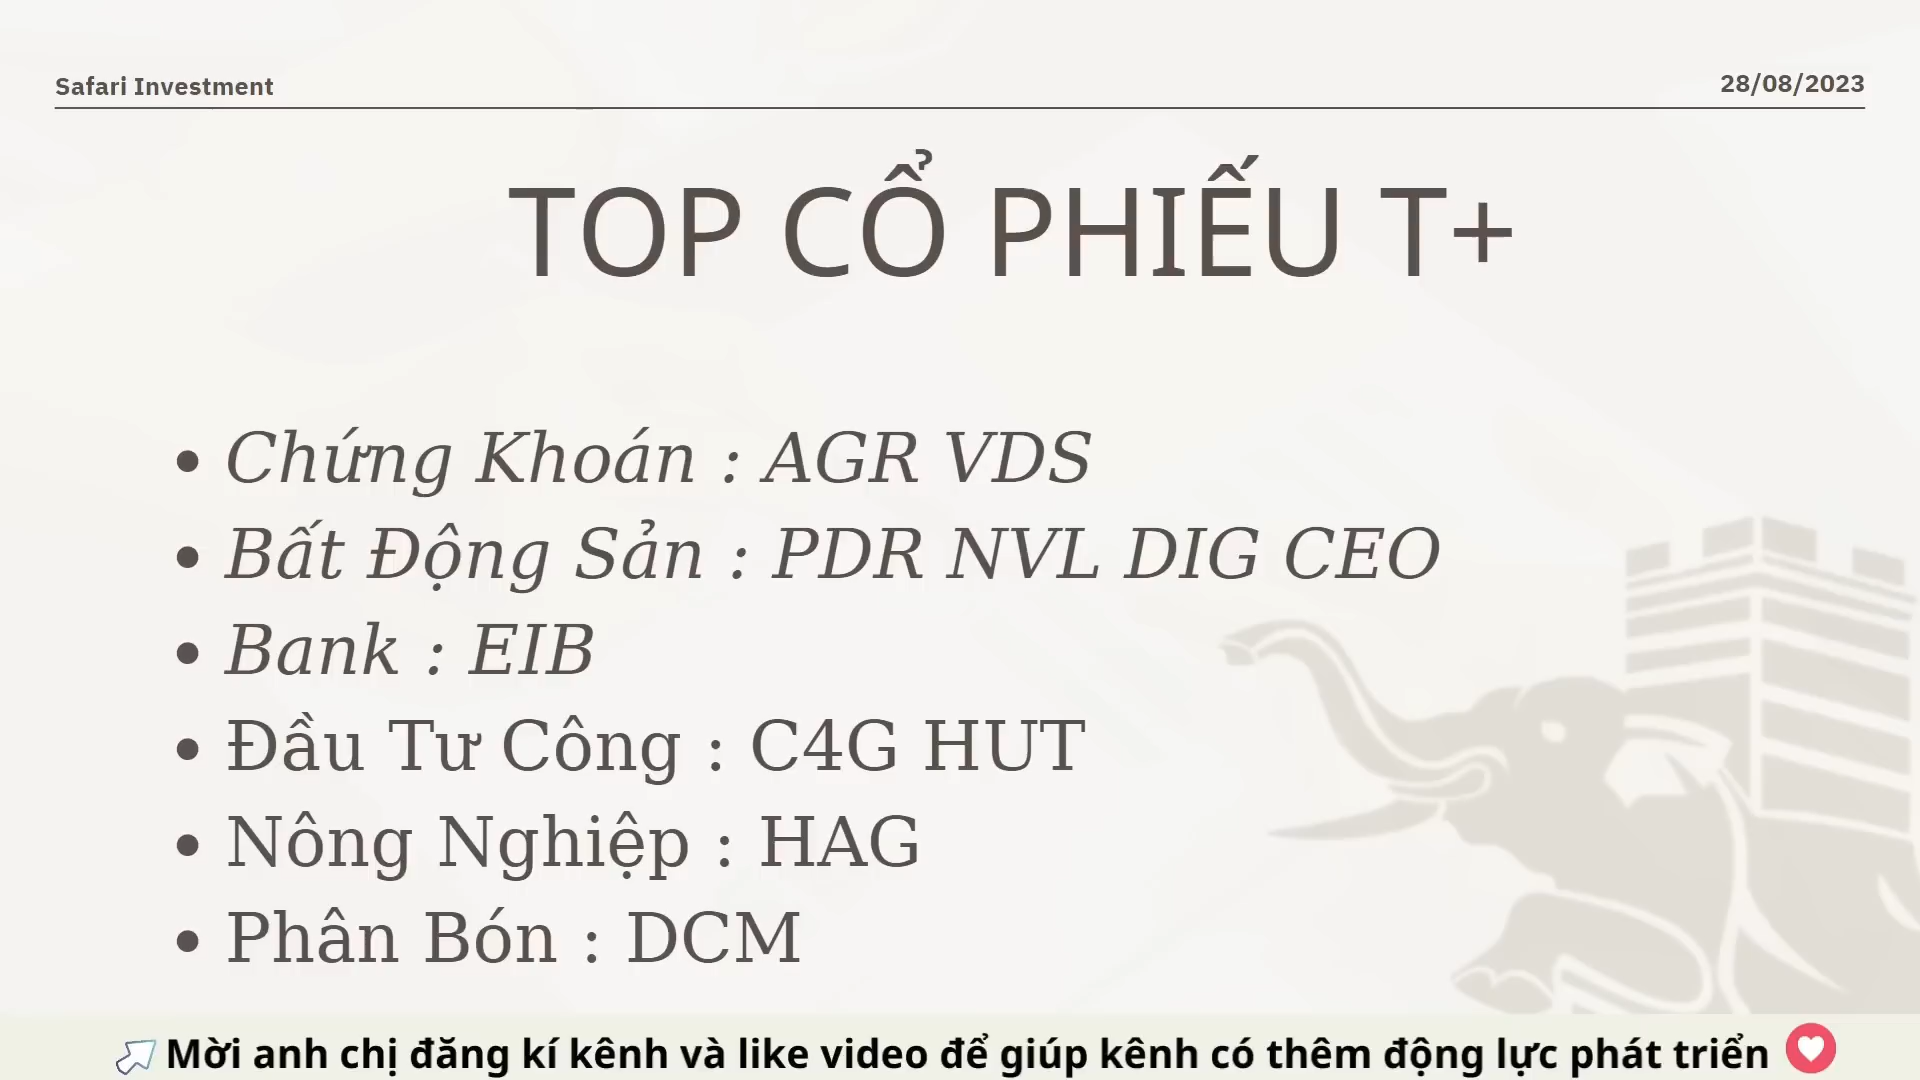 Safari Investment
28/08/2023
TOP CỔ PHIẾU T+
• Chứng Khoán : AGR VDS
• Bất Động Sản : PDR NVL DIG CEO
• Bank : EIB
• Đầu Tư Công : C4G HUT
• Nông Nghiệp : HAG
• Phân Bón : DCM
Mời anh chị đăng kí kênh và like video để giúp kênh có thêm động lực phát triển